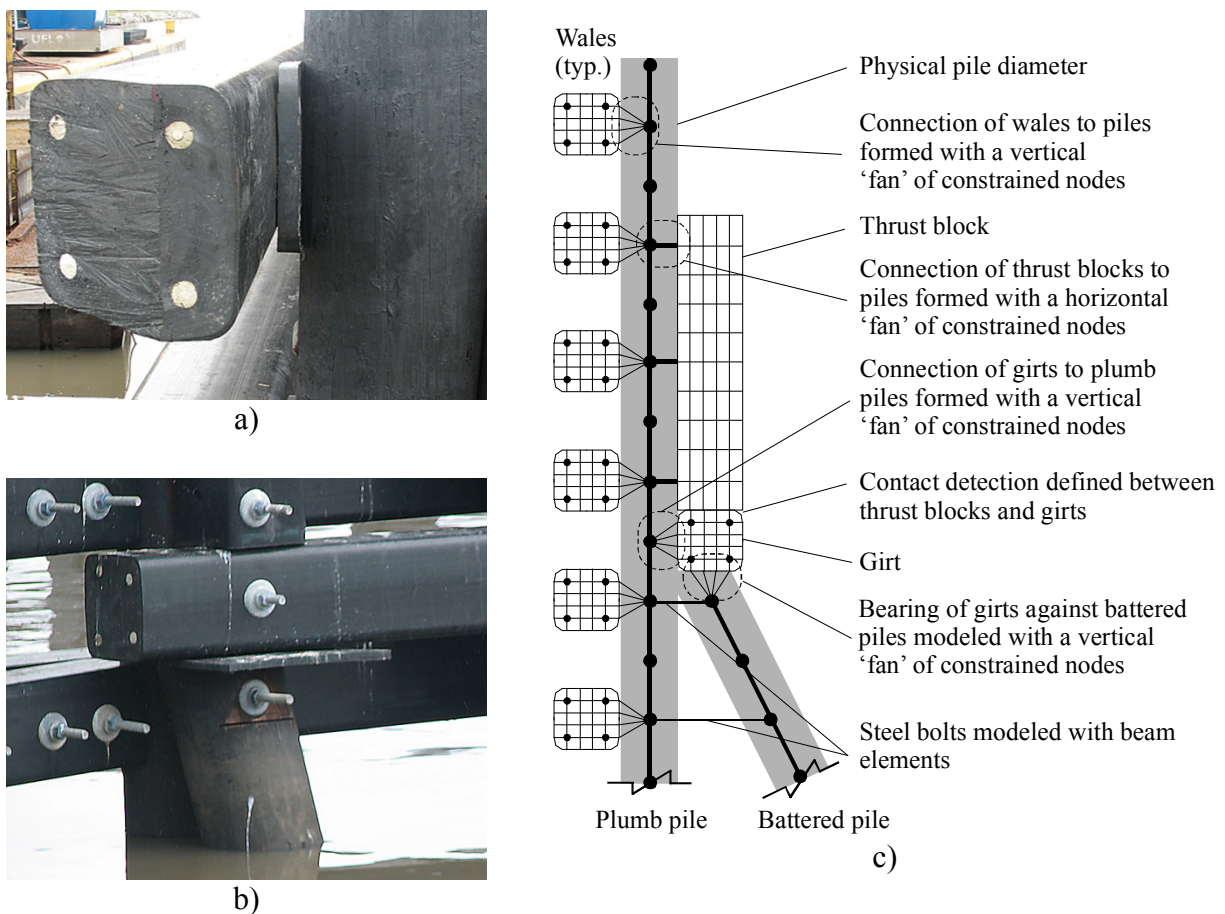 UFLOW
a)
b)
Wales
(typ.)
Physical pile diameter
Connection of wales to piles
formed with a vertical
‘fan’ of constrained nodes
Thrust block
Connection of thrust blocks to
piles formed with a horizontal
‘fan’ of constrained nodes
Connection of girts to plumb
piles formed with a vertical
‘fan’ of constrained nodes
Contact detection defined between
thrust blocks and girts
Girt
Bearing of girts against battered
piles modeled with a vertical
‘fan’ of constrained nodes
Steel bolts modeled with beam
elements
Plumb pile
Battered pile
c)